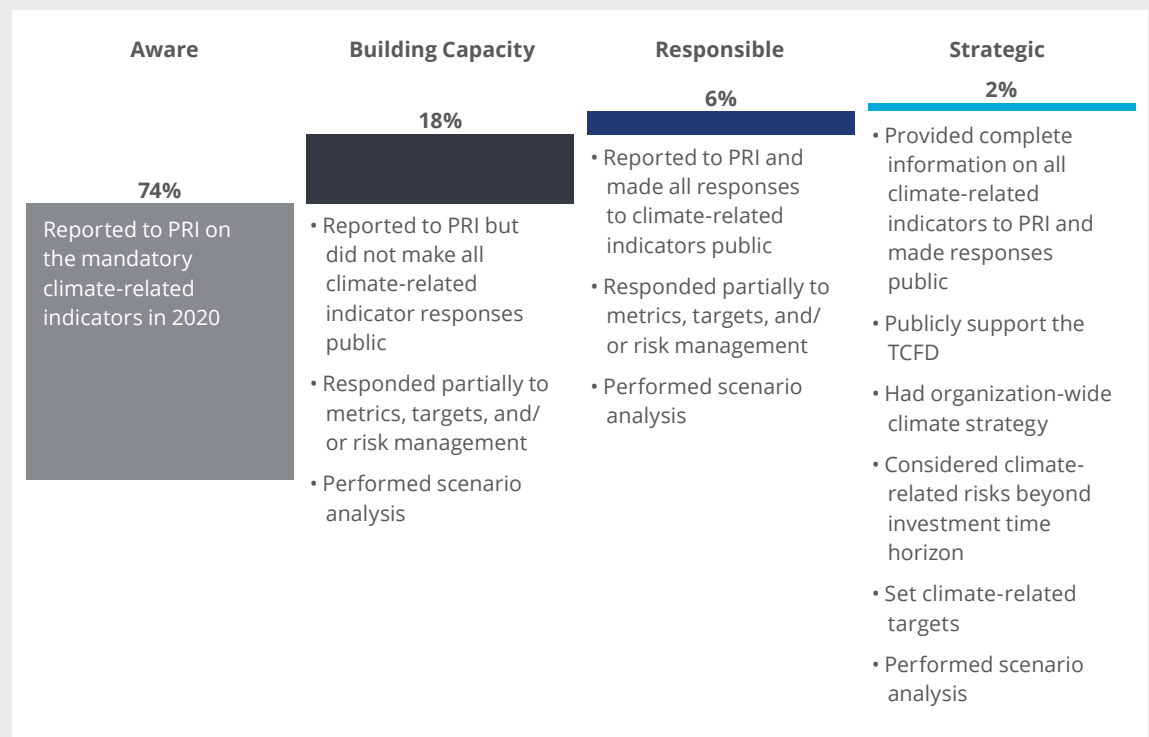 Aware
74%
Reported to PRI on
the mandatory
climate-related
indicators in 2020
Building Capacity
18%
• Reported to PRI but
did not make all
climate-related
indicator responses
public
• Responded partially to
metrics, targets, and/
or risk management
• Performed scenario
analysis
Responsible
6%
• Reported to PRI and
made all responses
to climate-related
indicators public
• Responded partially to
metrics, targets, and/
or risk management
• Performed scenario
analysis
Strategic
2%
• Provided complete
information on all
climate-related
indicators to PRI and
made responses
public
• Publicly support the
TCFD
• Had organization-wide
climate strategy
• Considered climate-
related risks beyond
investment time
horizon
• Set climate-related
targets
• Performed scenario
analysis